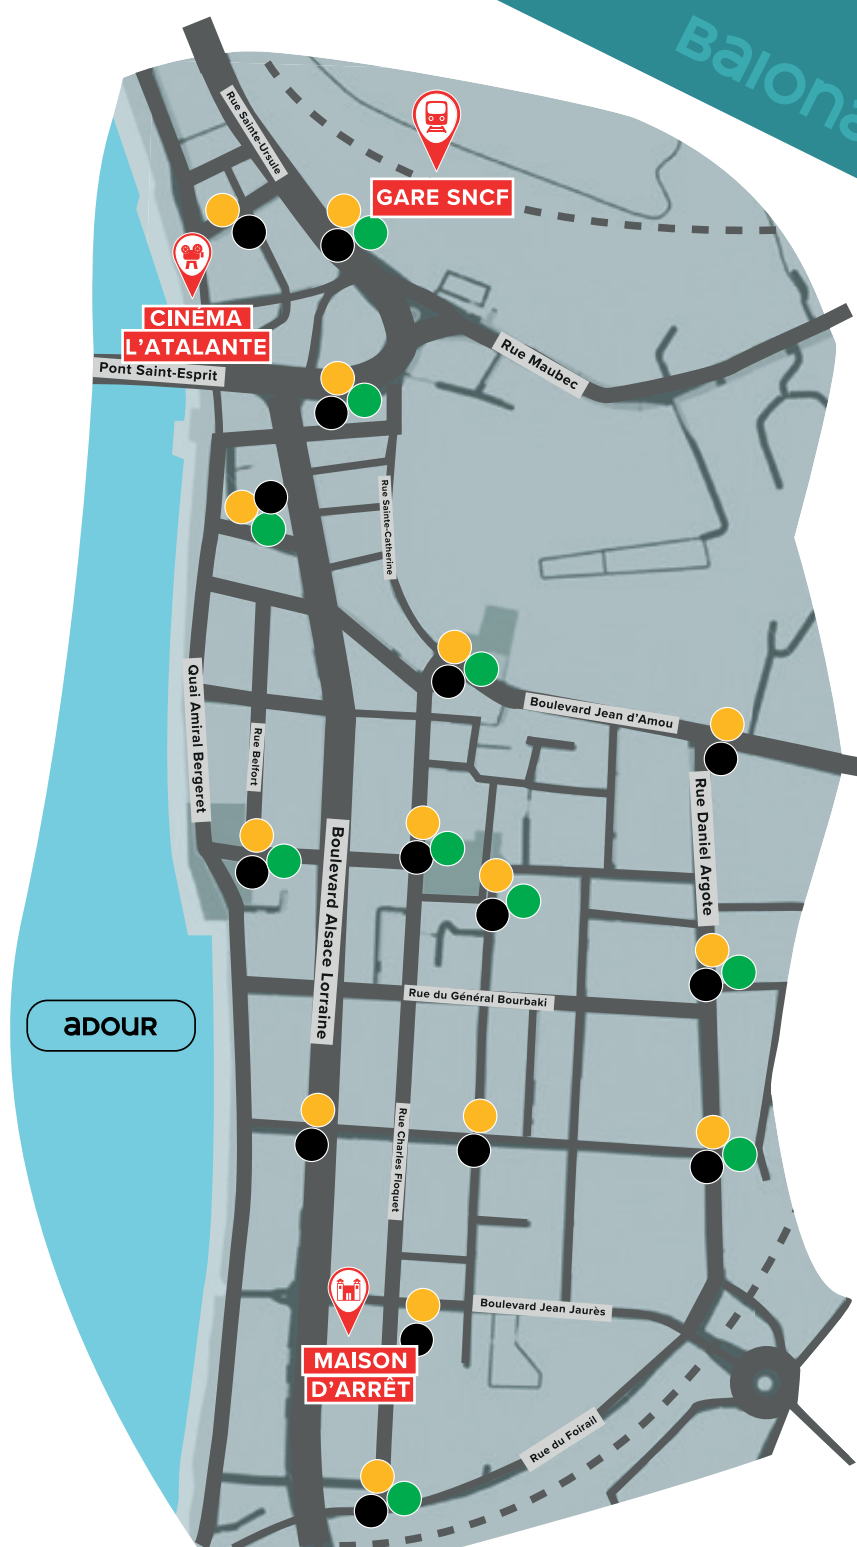 Baiona
Rue Sainte-Ursule
GARE SNCF
CINÉMA
L'ATALANTE
Pont Saint-Esprit
Rue Maubec
Rue Sainte-Catherine
Quai Amiral Bergeret
Rue Belfort
Boulevard Jean d'Amou
Rue Daniel Argote
Boulevard Alsace Lorraine
Rue du Général Bourbaki
aDOUR
Rue Charles Floquet
Boulevard Jean Jaurès
MAISON
D'ARRÊT
Rue du Foirail